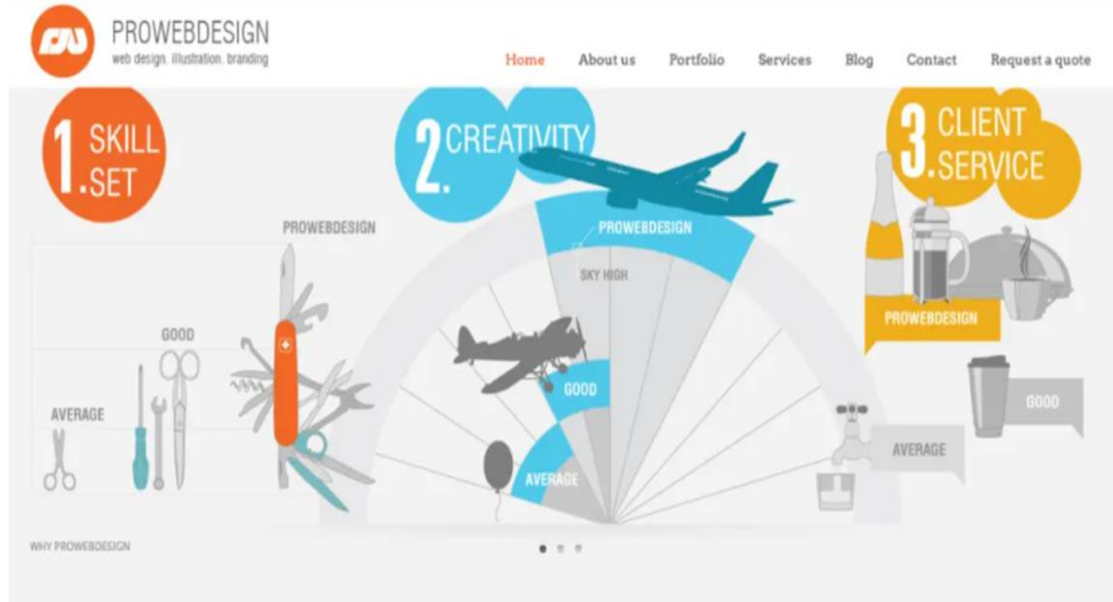 PROWEBDESIGN
web design. illustration. branding
Home About us Portfolio Services Blog Contact Request a quote
1. SKILL
SET
PROWEBDESIGN
GOOD
AVERAGE
2. CREATIVITY
PROWEBDESIGN
SKY HIGH
GOOD
AVERAGE
3. CLIENT
SERVICE
PROWEBDESIGN
GOOD
AVERAGE
WHY PROWEBDESIGN